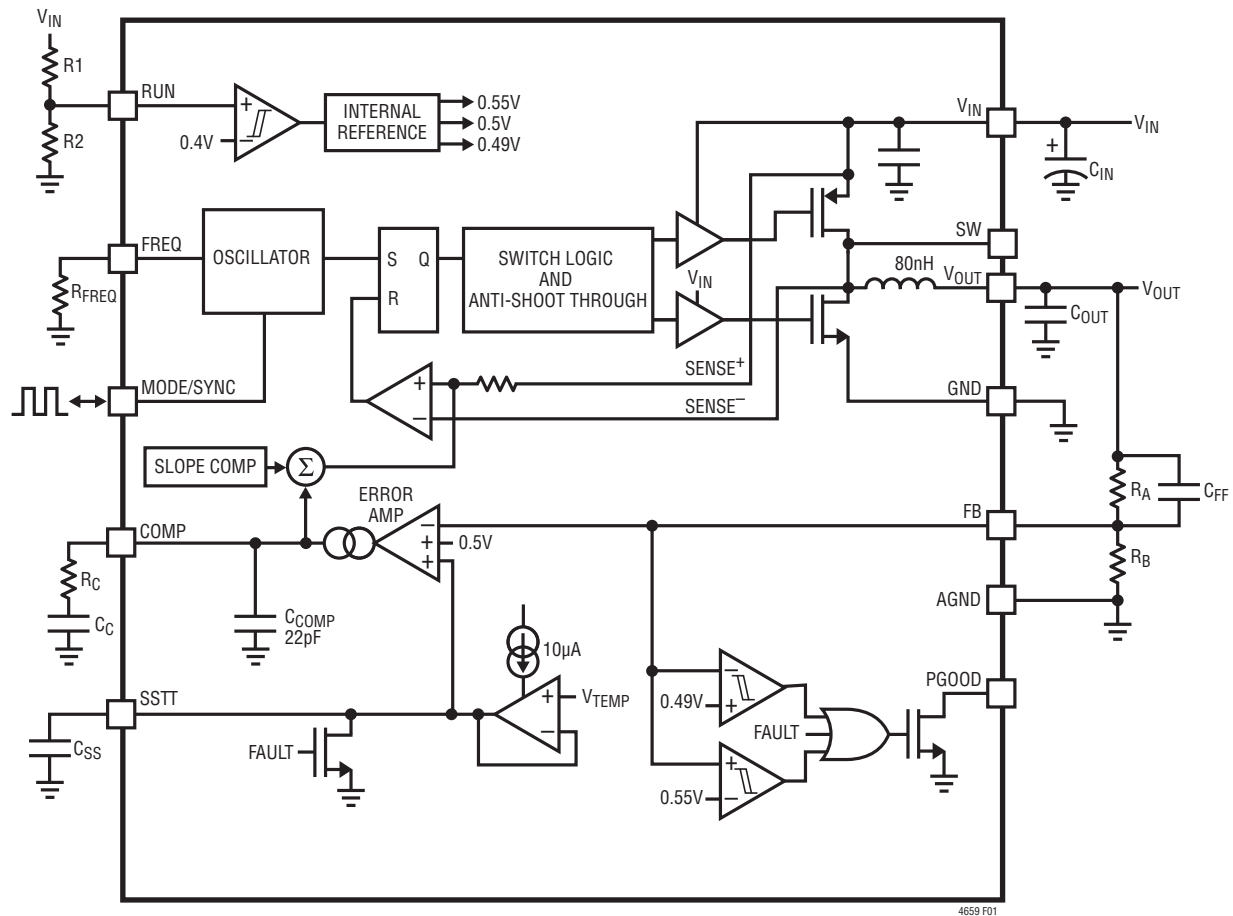 VIN
R1
R2
RUN
0.4V
+
−
INTERNAL
REFERENCE
0.55V
0.5V
0.49V
VIN
VIN
+
CIN
FREQ
RFREQ
OSCILLATOR
S Q
R
SWITCH LOGIC
AND
ANTI-SHOOT THROUGH
VIN
SW
80nH
VOUT
VOUT
COUT
MODE/SYNC
+
−
SENSE+
SENSE−
GND
SLOPE COMP
Σ
ERROR
AMP
−
+
+
0.5V
COMP
RC
CC
CCOMP
22pF
FB
RA
CFF
RB
AGND
10µA
+
−
VTEMP
SSTT
CSS
FAULT
−
+
0.49V
FAULT
+
−
0.55V
PGOOD
4659 F01